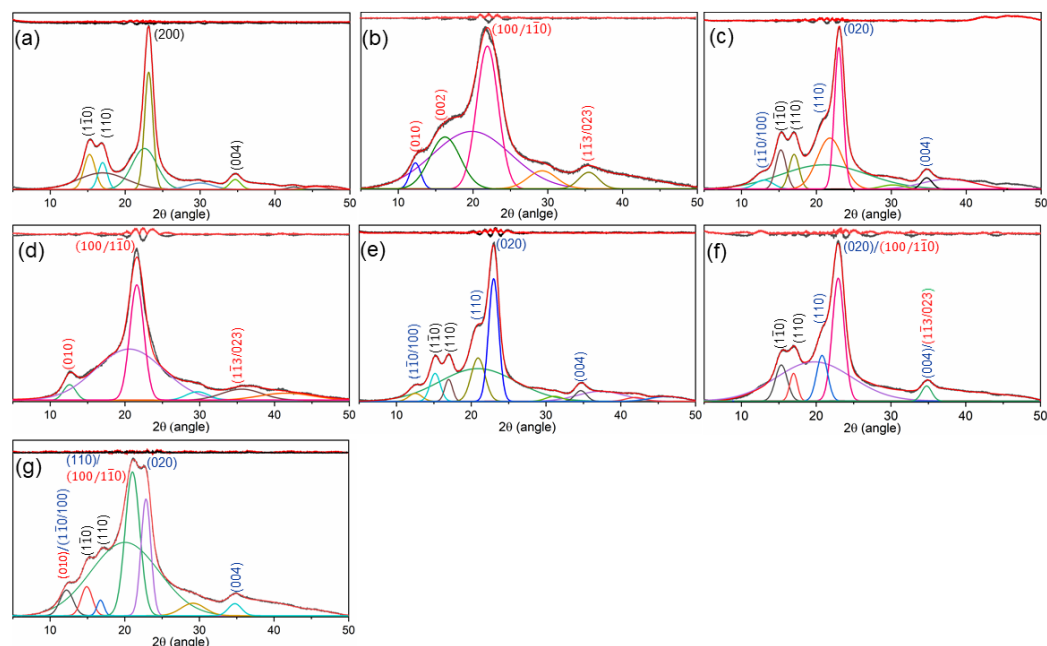 (a)
(200)
(11̄0)
(110)
(004)
10 20 30 40 50
2θ (angle)
(b)
(100/11̄0)
(002)
(010)
(11̄3/023)
10 20 30 40 50
2θ (anlge)
(c)
(020)
(110)
(11̄0)
(110)
(11̄0/100)
(004)
10 20 30 40 50
2θ (angle)
(d)
(100/11̄0)
(010)
(11̄3/023)
10 20 30 40 50
2θ (angle)
(e)
(020)
(110)
(11̄0/100)
(11̄0)
(110)
(004)
10 20 30 40 50
2θ (angle)
(f)
(020)/(100/11̄0)
(110)
(11̄0)
(110)
(004)/(11̄3/023)
10 20 30 40 50
2θ (angle)
(g)
(110)/
(100/11̄0)
(020)
(010)/(11̄0/100)
(11̄0)
(110)
(004)
10 20 30 40 50
2θ (angle)